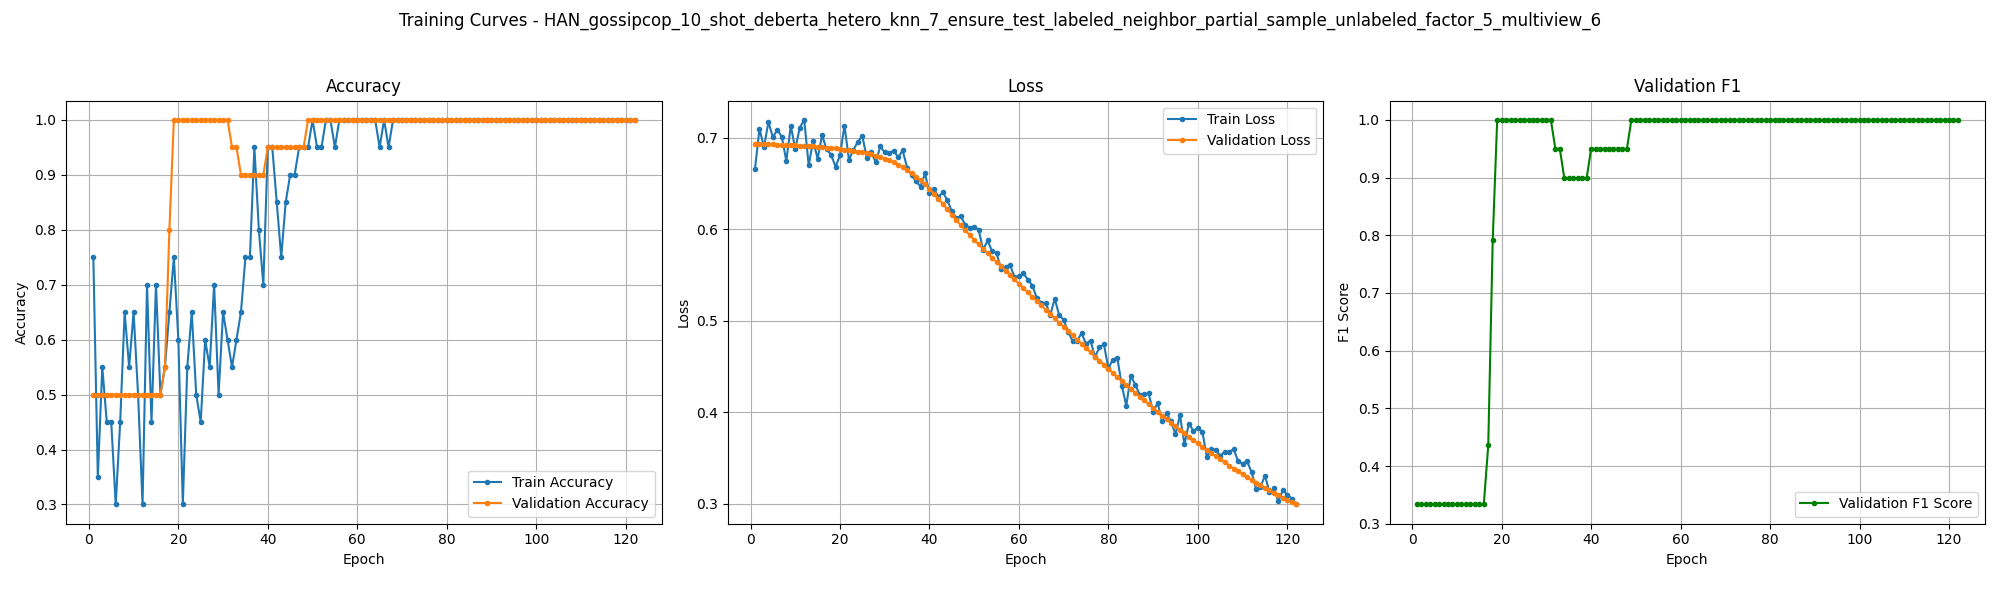 Training Curves - HAN_gossipcop_10_shot_deberta_hetero_knn_7_ensure_test_labeled_neighbor_partial_sample_unlabeled_factor_5_multiview_6
Accuracy
1.0
0.9
0.8
0.7
0.6
0.5
0.4
0.3
Accuracy
Train Accuracy
Validation Accuracy
0 20 40 60 80 100 120
Epoch
Loss
0.7
0.6
0.5
0.4
0.3
Loss
Train Loss
Validation Loss
0 20 40 60 80 100 120
Epoch
Validation F1
1.0
0.9
0.8
0.7
0.6
0.5
0.4
0.3
F1 Score
Validation F1 Score
0 20 40 60 80 100 120
Epoch